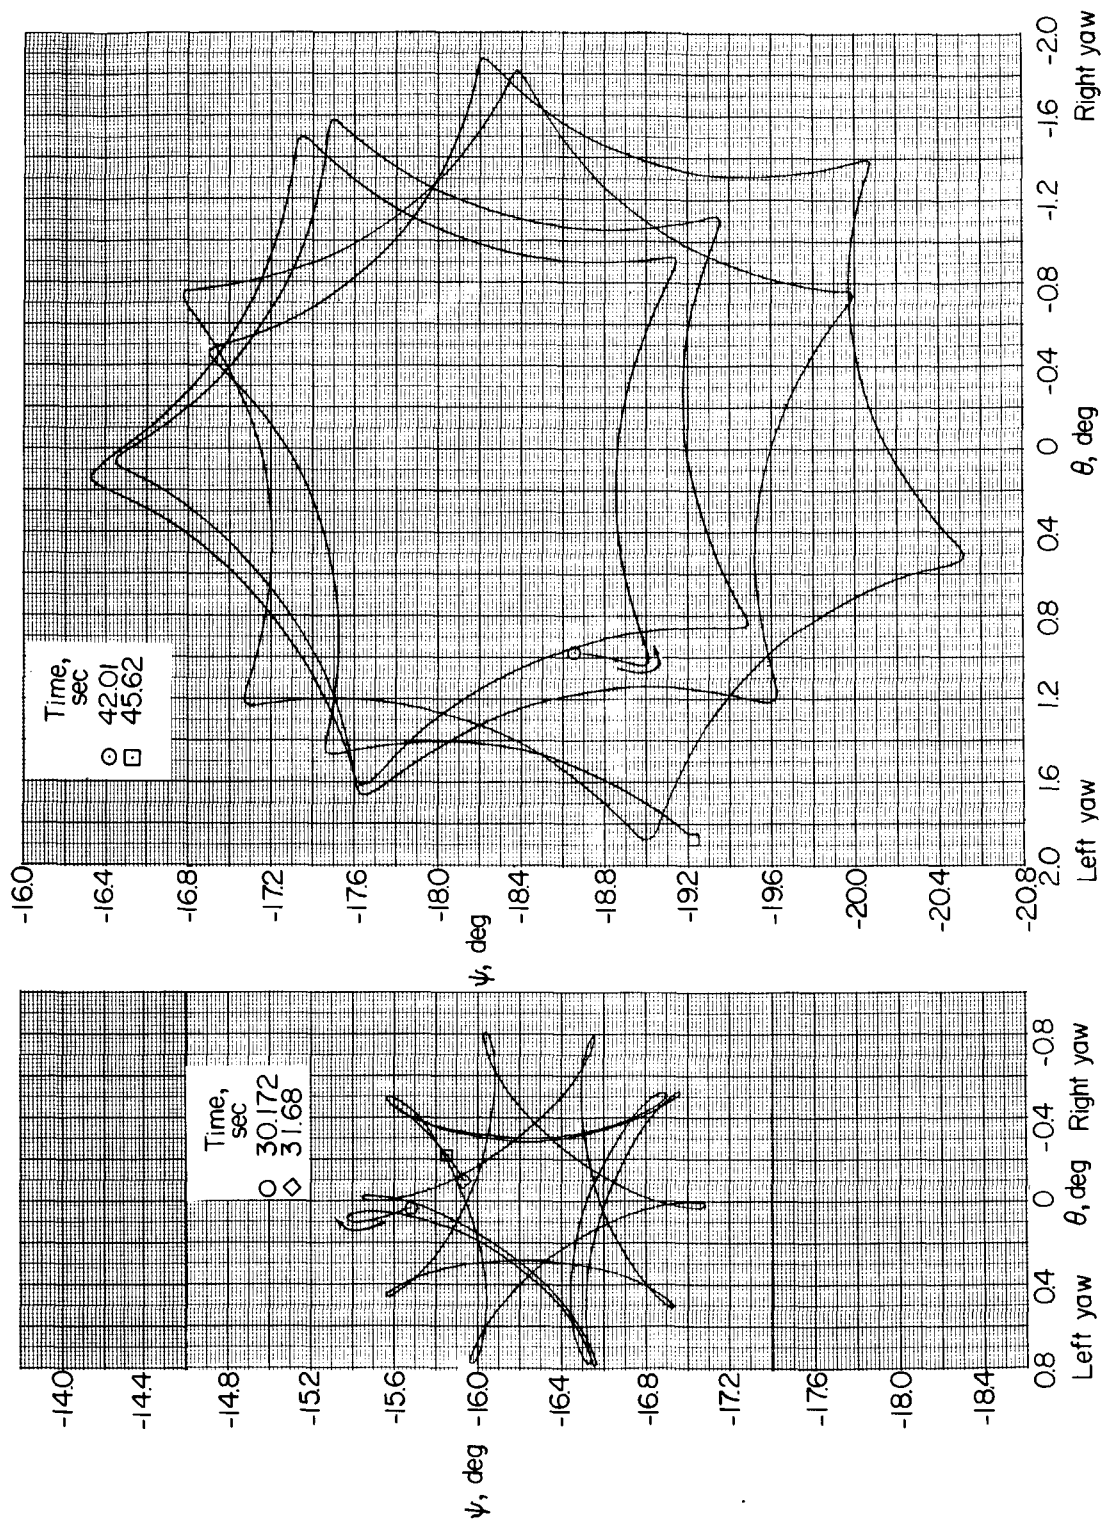 Time,
sec
⊙ 42.01
⊡ 45.62
-16.0
-16.4
-16.8
-17.2
-17.6
-18.0
-18.4
-18.8
-19.2
-19.6
-20.0
-20.4
-20.8
ψ, deg
2.0 1.6 1.2 0.8 0.4 0 -0.4 -0.8 -1.2 -1.6 -2.0
Left yaw θ, deg Right yaw
Time,
sec
O 30.172
◇ 31.68
-14.0
-14.4
-14.8
-15.2
-15.6
-16.0
-16.4
-16.8
-17.2
-17.6
-18.0
-18.4
ψ, deg
0.8 0.4 0 -0.4 -0.8
Left yaw θ, deg Right yaw